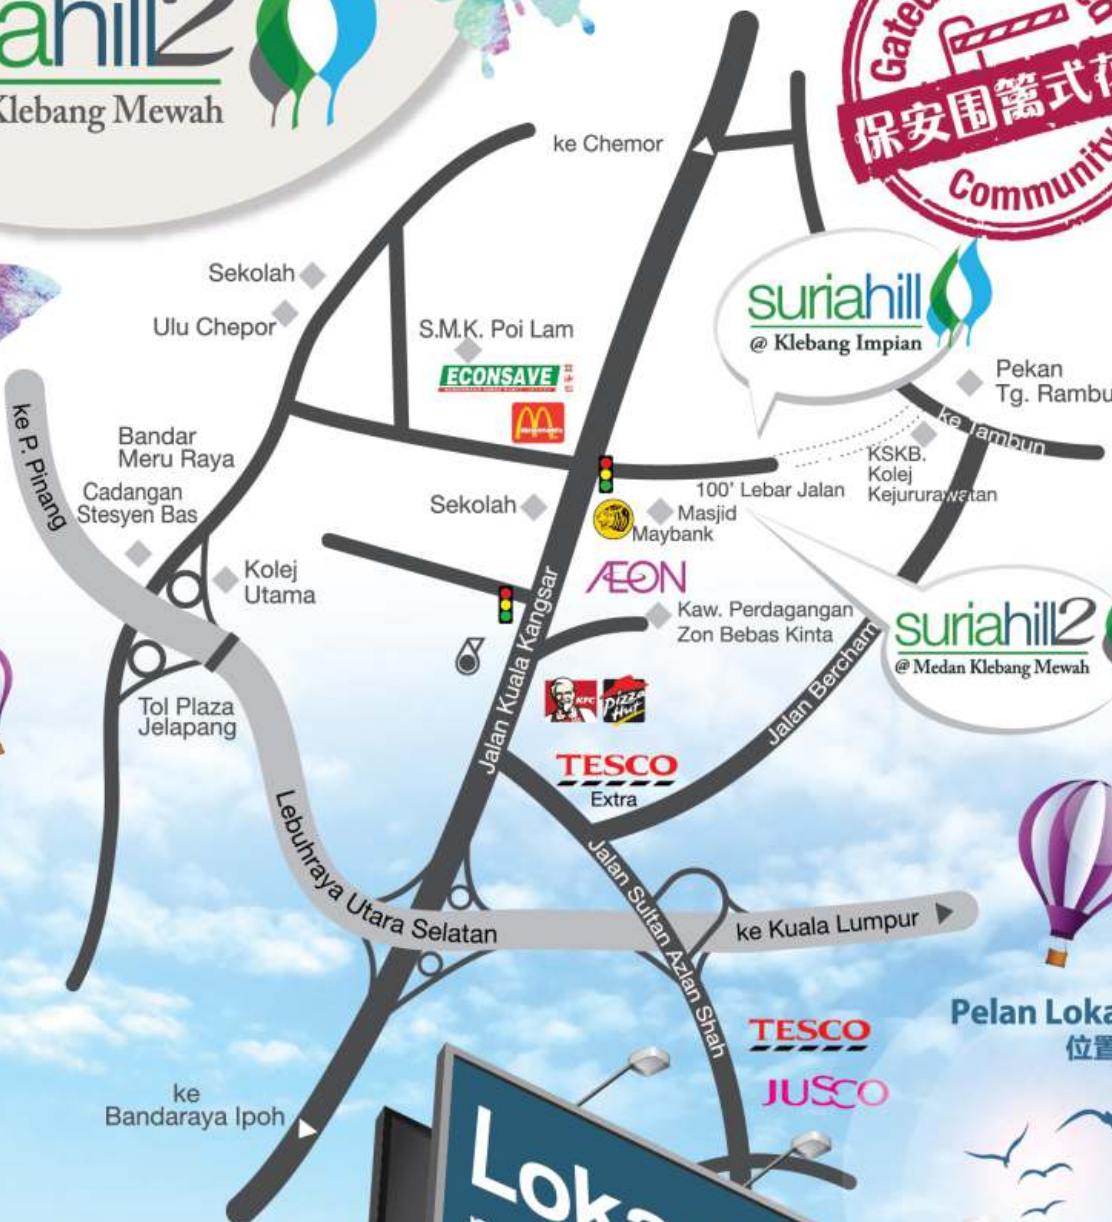 ahill2
Klebang Mewah
Gated
保安围篱式花
Community
ke Chemor
Sekolah
Ulu Chepor
S.M.K. Poi Lam
ECONSAVE
McDonald's
suriahill
@ Klebang Impian
Pekan
Tg. Rambu
ke Tambun
ke P. Pinang
Bandar
Meru Raya
Cadangan
Stesyen Bas
KSKB.
Kolej
Kejururawatan
100' Lebar Jalan
Sekolah
Masjid
Maybank
Kolej
Utama
AEON
Kaw. Perdagangan
Zon Bebas Kinta
suriahill2
@ Medan Klebang Mewah
Jalan Kuala Kangsar
Jalan Bercham
Tol Plaza
Jelapang
KFC
Pizza
Hut
TESCO
Extra
Lebuhraya Utara Selatan
Jalan Sultan Azlan Shah
ke Kuala Lumpur
Pelan Loka
位置
TESCO
JUSCO
ke
Bandaraya Ipoh
Loka